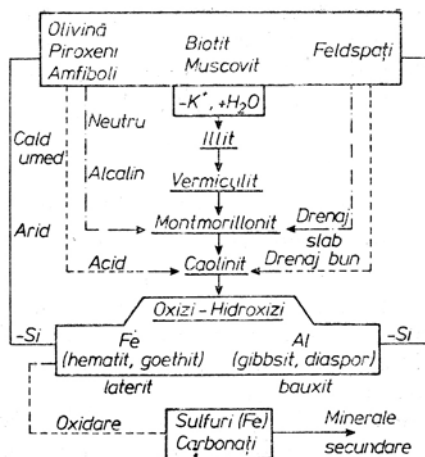 Olivină
Piroxeni
Amfiboli
Biotit
Muscovit
Feldspați
-K⁺, +H₂O
Neutru
Illit
Cald
umed
Vermiculit
Alcalin
Montmorillonit
Drenaj
slab
Arid
Acid
Caolinit
Drenaj bun
Oxizi-Hidroxizi
-Si
Fe
(hematit, goethit)
Al
(gibbsit, diaspor)
-Si
laterit
bauxit
Oxidare
Sulfuri (Fe)
Carbonați
Minerale
secundare